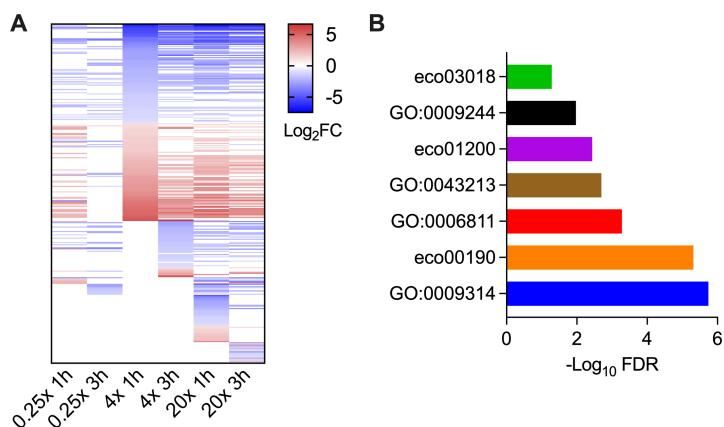 A
5
0
-5
Log2FC
0.25x 1h
0.25x 3h
4x 1h
4x 3h
20x 1h
20x 3h
B
eco03018
GO:0009244
eco01200
GO:0043213
GO:0006811
eco00190
GO:0009314
0 2 4 6
-Log10 FDR